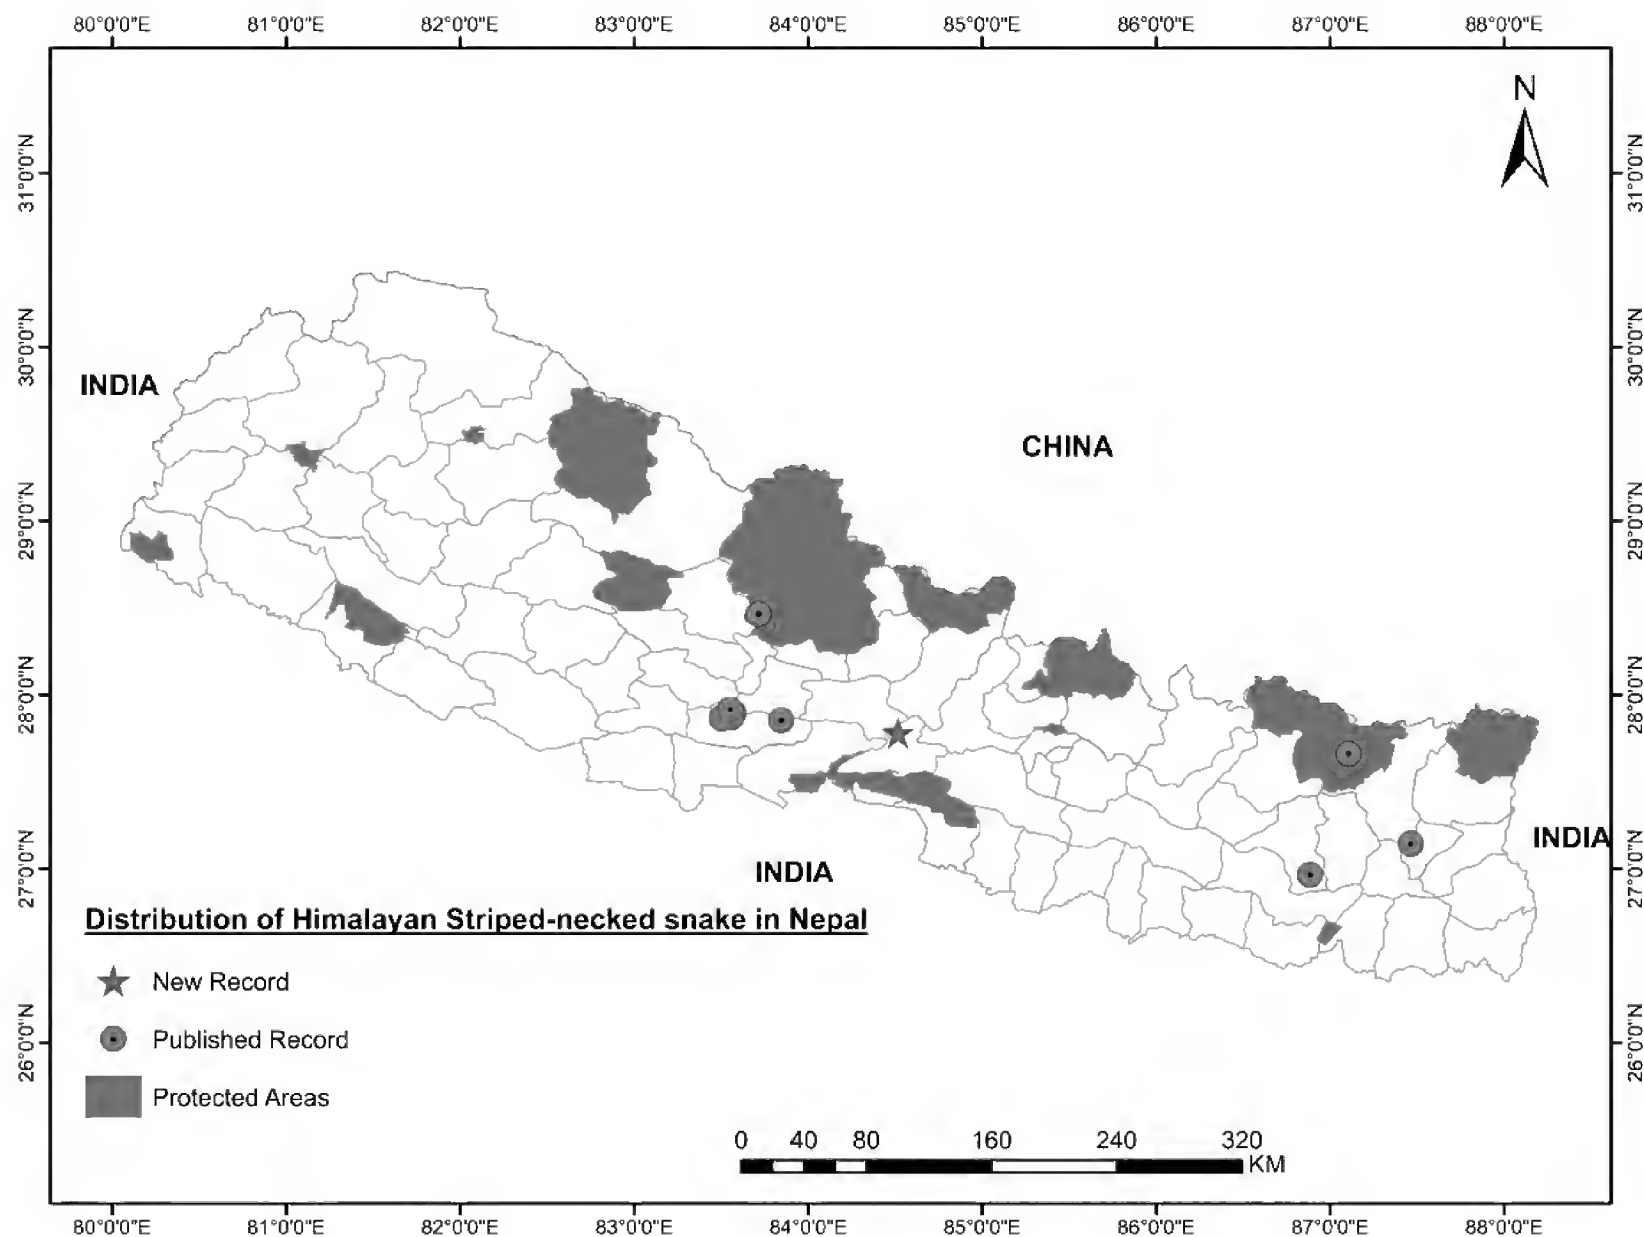 80°0'0"E 81°0'0"E 82°0'0"E 83°0'0"E 84°0'0"E 85°0'0"E 86°0'0"E 87°0'0"E 88°0'0"E
N
31°0'0"N 31°0'0"N
30°0'0"N 30°0'0"N
INDIA
CHINA
29°0'0"N 29°0'0"N
28°0'0"N 28°0'0"N
INDIA
INDIA
27°0'0"N 27°0'0"N
Distribution of Himalayan Striped-necked snake in Nepal
New Record
Published Record
26°0'0"N 26°0'0"N
Protected Areas
0 40 80 160 240 320
KM
80°0'0"E 81°0'0"E 82°0'0"E 83°0'0"E 84°0'0"E 85°0'0"E 86°0'0"E 87°0'0"E 88°0'0"E